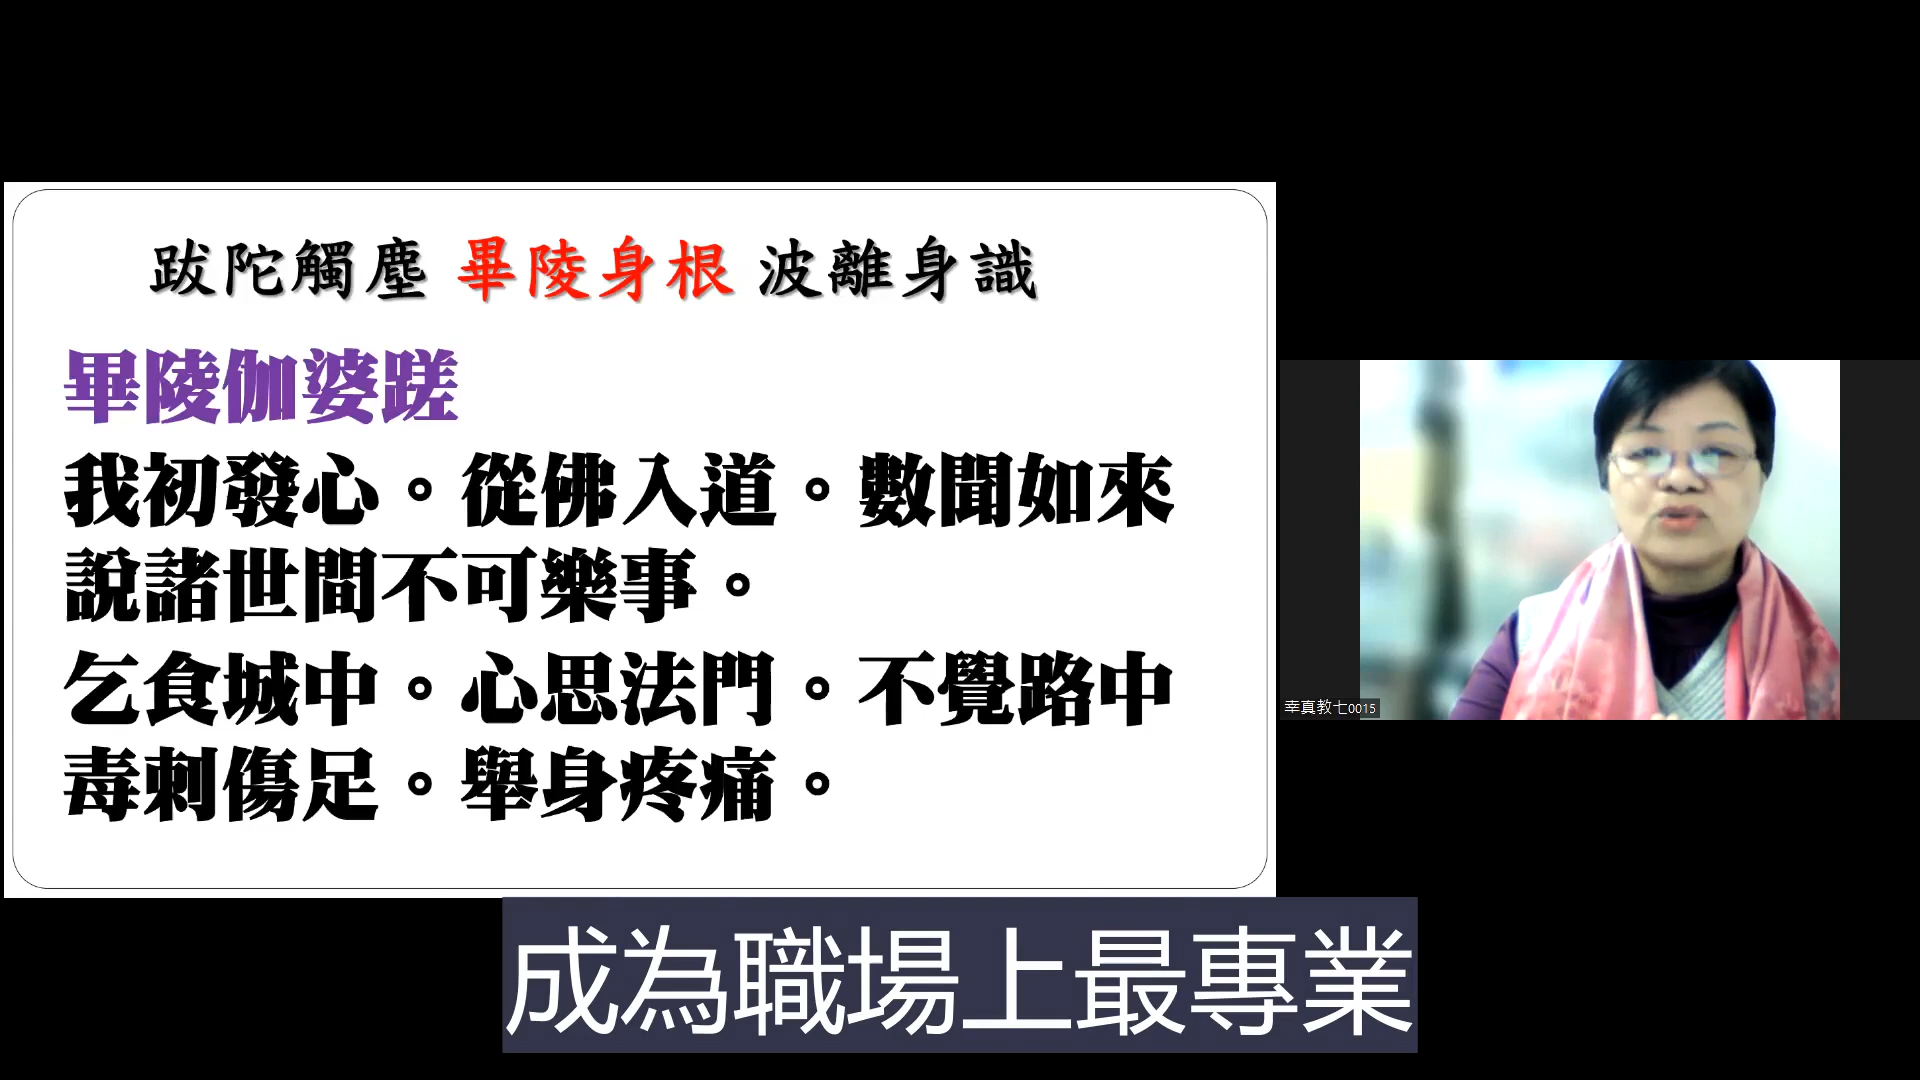 跋陀觸塵 畢陵身根 波離身識
畢陵伽婆蹉
我初發心。從佛入道。數聞如來
說諸世間不可樂事。
乞食城中。心思法門。不覺路中
毒刺傷足。舉身疼痛。
幸真教七0015
成為職場上最專業